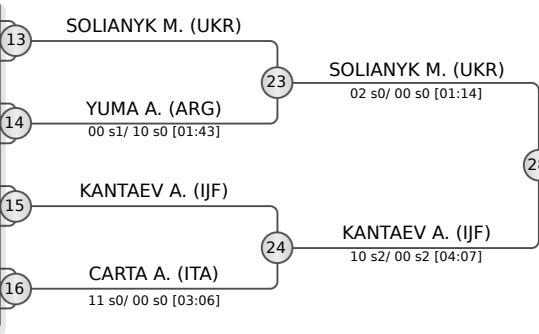 SOLIANYK M. (UKR)
13
23
SOLIANYK M. (UKR)
02 s0/ 00 s0 [01:14]
YUMA A. (ARG)
14
00 s1/ 10 s0 [01:43]
KANTAEV A. (IJF)
15
24
KANTAEV A. (IJF)
10 s2/ 00 s2 [04:07]
CARTA A. (ITA)
16
11 s0/ 00 s0 [03:06]